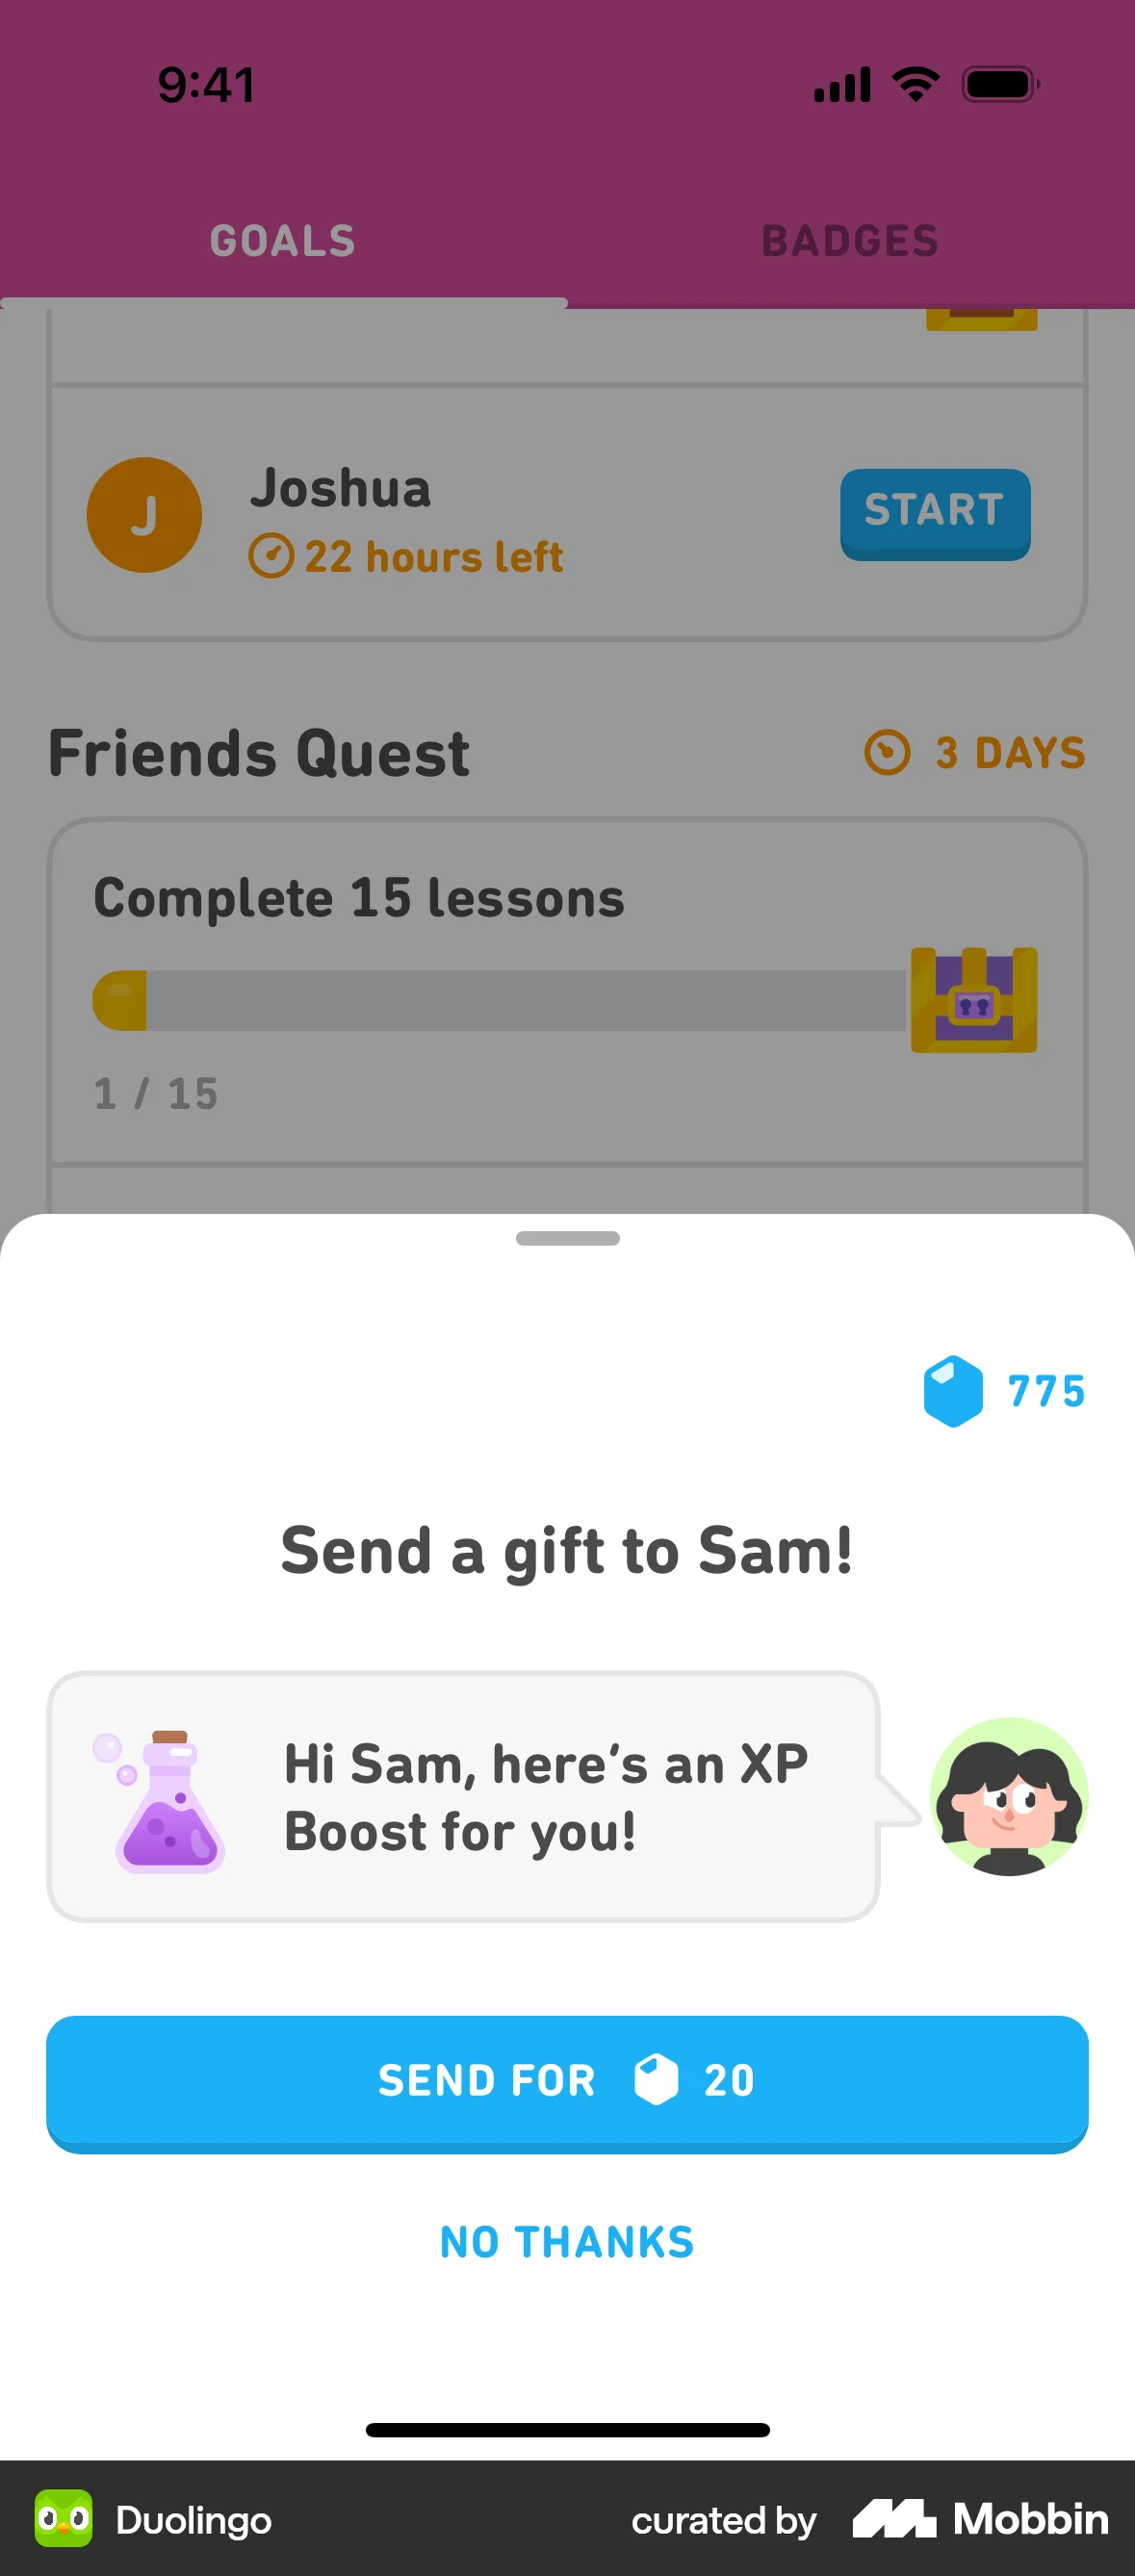 9:41
GOALS
BADGES
J
Joshua
22 hours left
START
Friends Quest
3 DAYS
Complete 15 lessons
1 / 15
775
Send a gift to Sam!
Hi Sam, here’s an XP
Boost for you!
SEND FOR 20
NO THANKS
Duolingo
curated by Mobbin